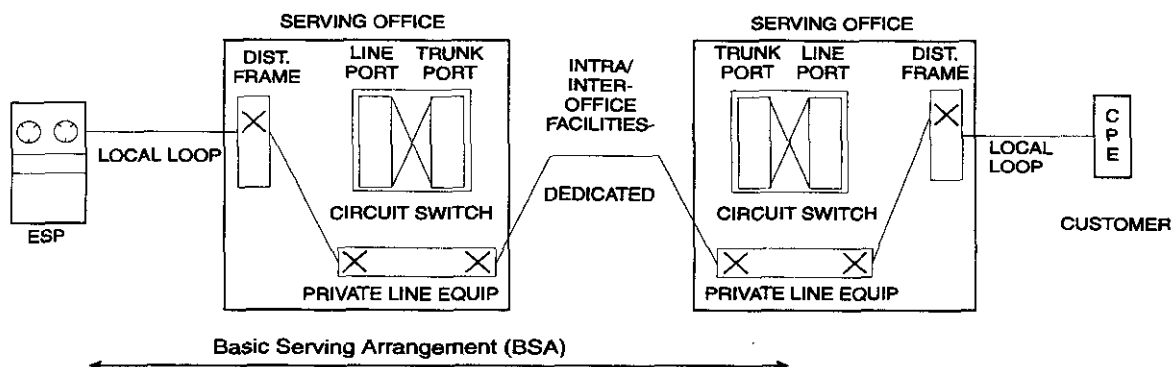 SERVING OFFICE
DIST.
FRAME
LINE
PORT
TRUNK
PORT
LOCAL LOOP
ESP
CIRCUIT SWITCH
PRIVATE LINE EQUIP
INTRA/
INTER-
OFFICE
FACILITIES-
DEDICATED
SERVING OFFICE
TRUNK
PORT
LINE
PORT
DIST.
FRAME
CIRCUIT SWITCH
PRIVATE LINE EQUIP
LOCAL
LOOP
C
P
E
CUSTOMER
Basic Serving Arrangement (BSA)